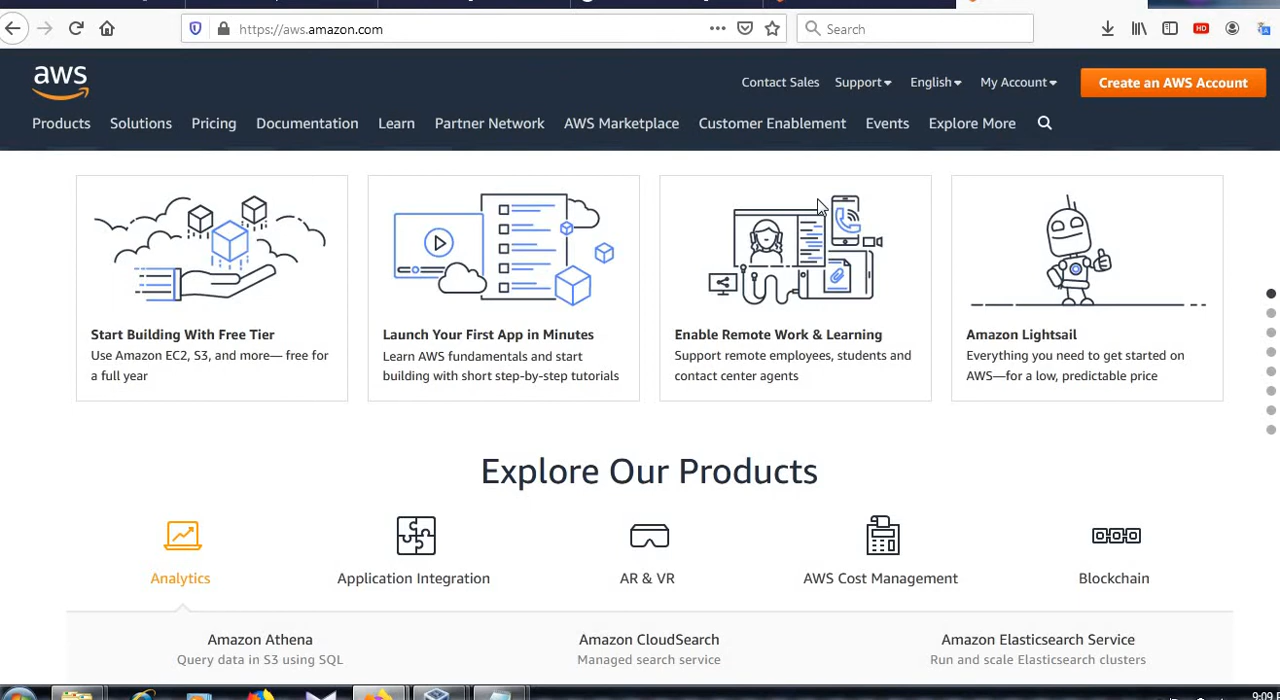 https://aws.amazon.com
Search
HD
aws
Contact Sales
Support
English
My Account
Create an AWS Account
Products
Solutions
Pricing
Documentation
Learn
Partner Network
AWS Marketplace
Customer Enablement
Events
Explore More
Start Building With Free Tier
Use Amazon EC2, S3, and more— free for
a full year
Launch Your First App in Minutes
Learn AWS fundamentals and start
building with short step-by-step tutorials
Enable Remote Work & Learning
Support remote employees, students and
contact center agents
Amazon Lightsail
Everything you need to get started on
AWS—for a low, predictable price
Explore Our Products
Analytics
Application Integration
AR & VR
AWS Cost Management
Blockchain
Amazon Athena
Query data in S3 using SQL
Amazon CloudSearch
Managed search service
Amazon Elasticsearch Service
Run and scale Elasticsearch clusters